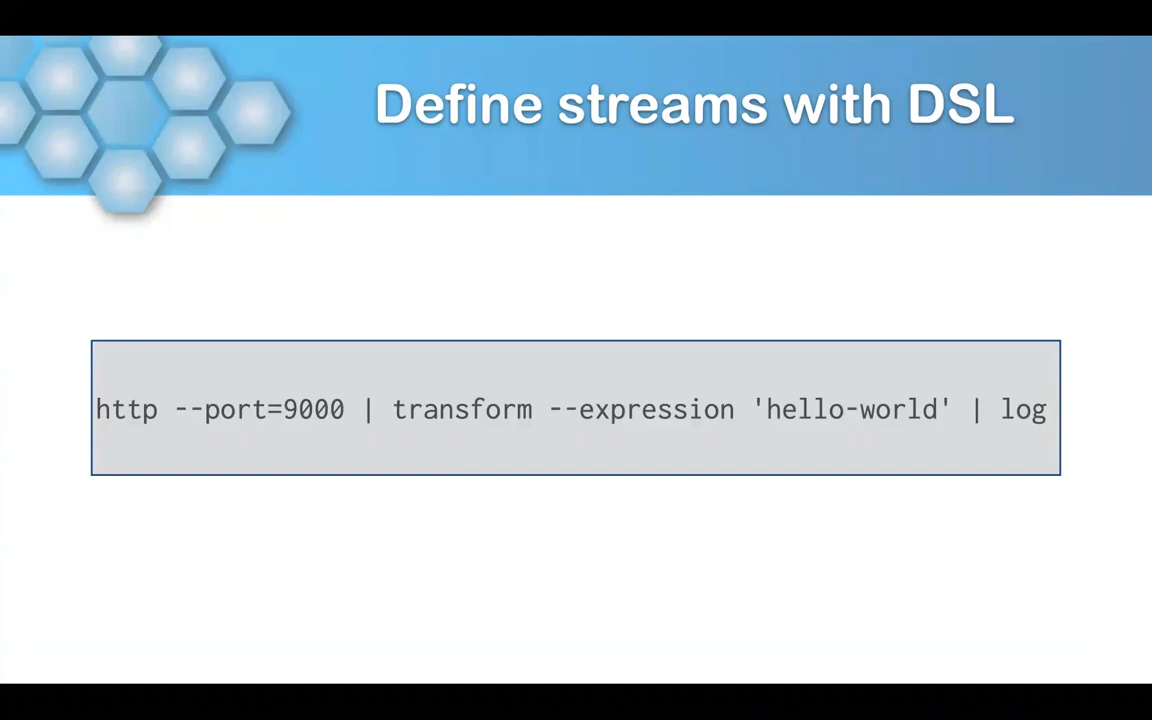 Define streams with DSL
http --port=9000 | transform --expression 'hello-world' | log